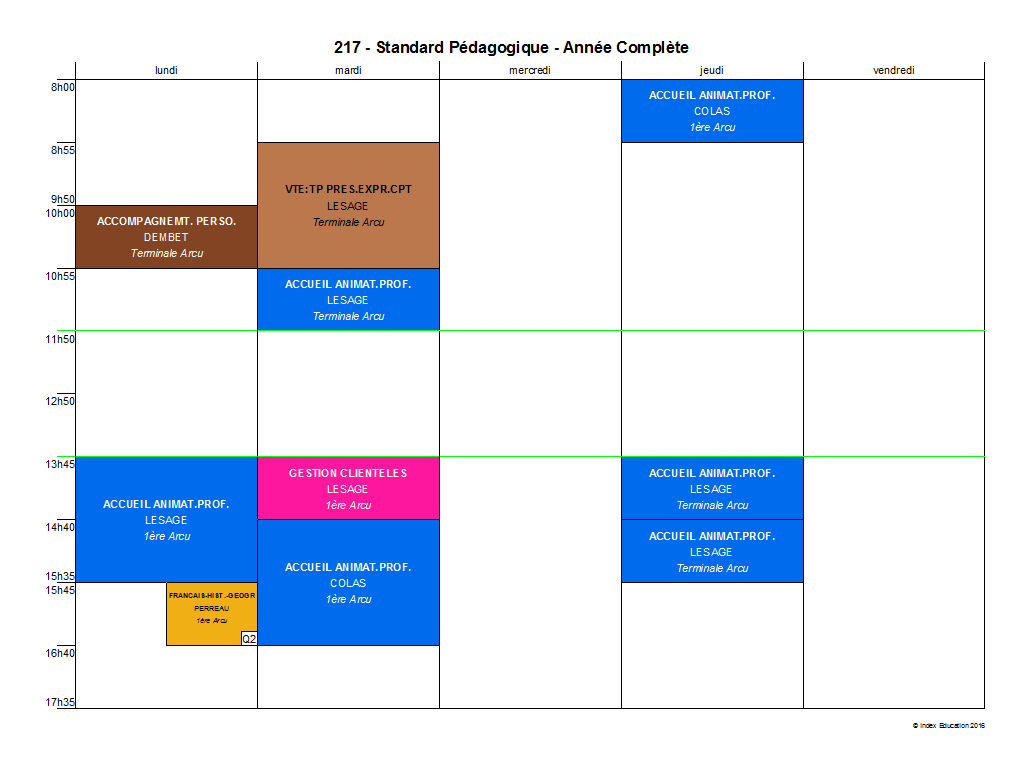 217 - Standard Pédagogique - Année Complète
lundi
mardi
mercredi
jeudi
vendredi
8h00
ACCUEIL ANIMAT.PROF.
COLAS
1ère Arcu
8h55
VTE:TP PRES.EXPR.CPT
LESAGE
Terminale Arcu
9h50
10h00
ACCOMPAGNEMT. PERSO.
DEMBET
Terminale Arcu
10h55
ACCUEIL ANIMAT.PROF.
LESAGE
Terminale Arcu
11h50
12h50
13h45
ACCUEIL ANIMAT.PROF.
LESAGE
1ère Arcu
GESTION CLIENTELES
LESAGE
1ère Arcu
ACCUEIL ANIMAT.PROF.
LESAGE
Terminale Arcu
14h40
ACCUEIL ANIMAT.PROF.
COLAS
1ère Arcu
ACCUEIL ANIMAT.PROF.
LESAGE
Terminale Arcu
15h35
15h45
FRANCAIS-HIST.-GEOGR
PERREAU
1ère Arcu
Q2
16h40
17h35
© Index Education 2016